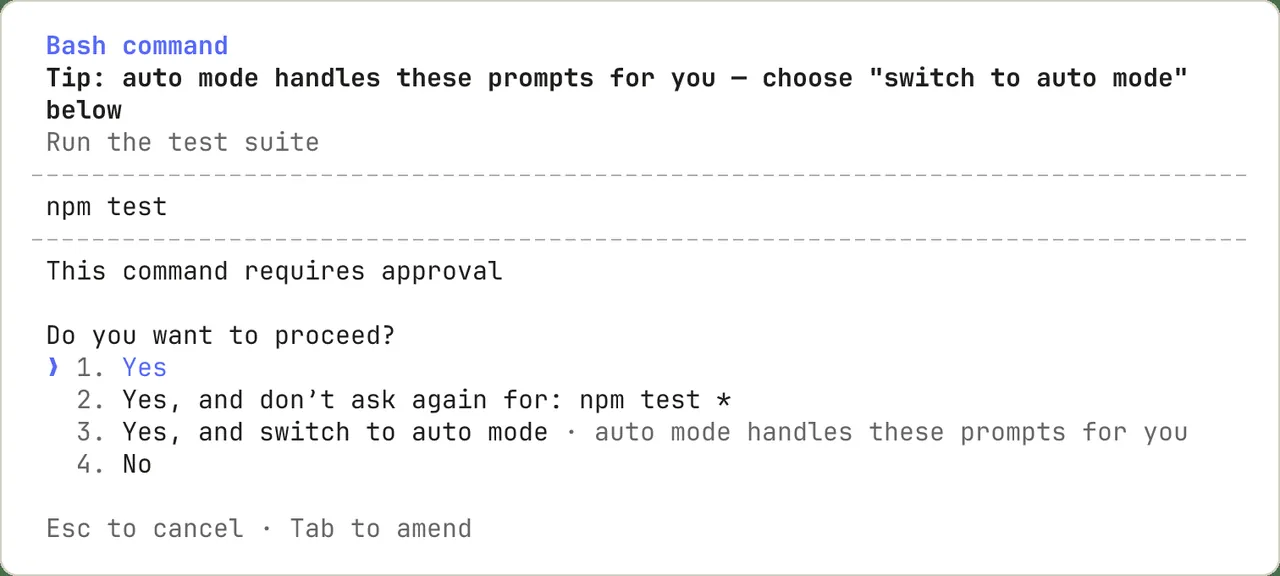 Bash command
Tip: auto mode handles these prompts for you — choose "switch to auto mode"
below
Run the test suite
npm test
This command requires approval
Do you want to proceed?
❯ 1. Yes
2. Yes, and don’t ask again for: npm test *
3. Yes, and switch to auto mode · auto mode handles these prompts for you
4. No
Esc to cancel · Tab to amend